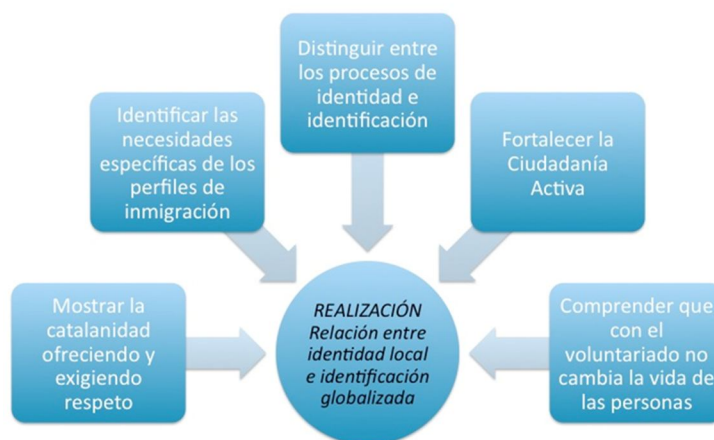 Distinguir entre
los procesos de
identidad e
identificación
Identificar las
necesidades
específicas de los
perfiles de
inmigración
Fortalecer la
Ciudadanía
Activa
Mostrar la
catalanidad
ofreciendo y
exigiendo
respeto
REALIZACIÓN
Relación entre
identidad local
e identificación
globalizada
Comprender que
con el
voluntariado no
cambia la vida de
las personas